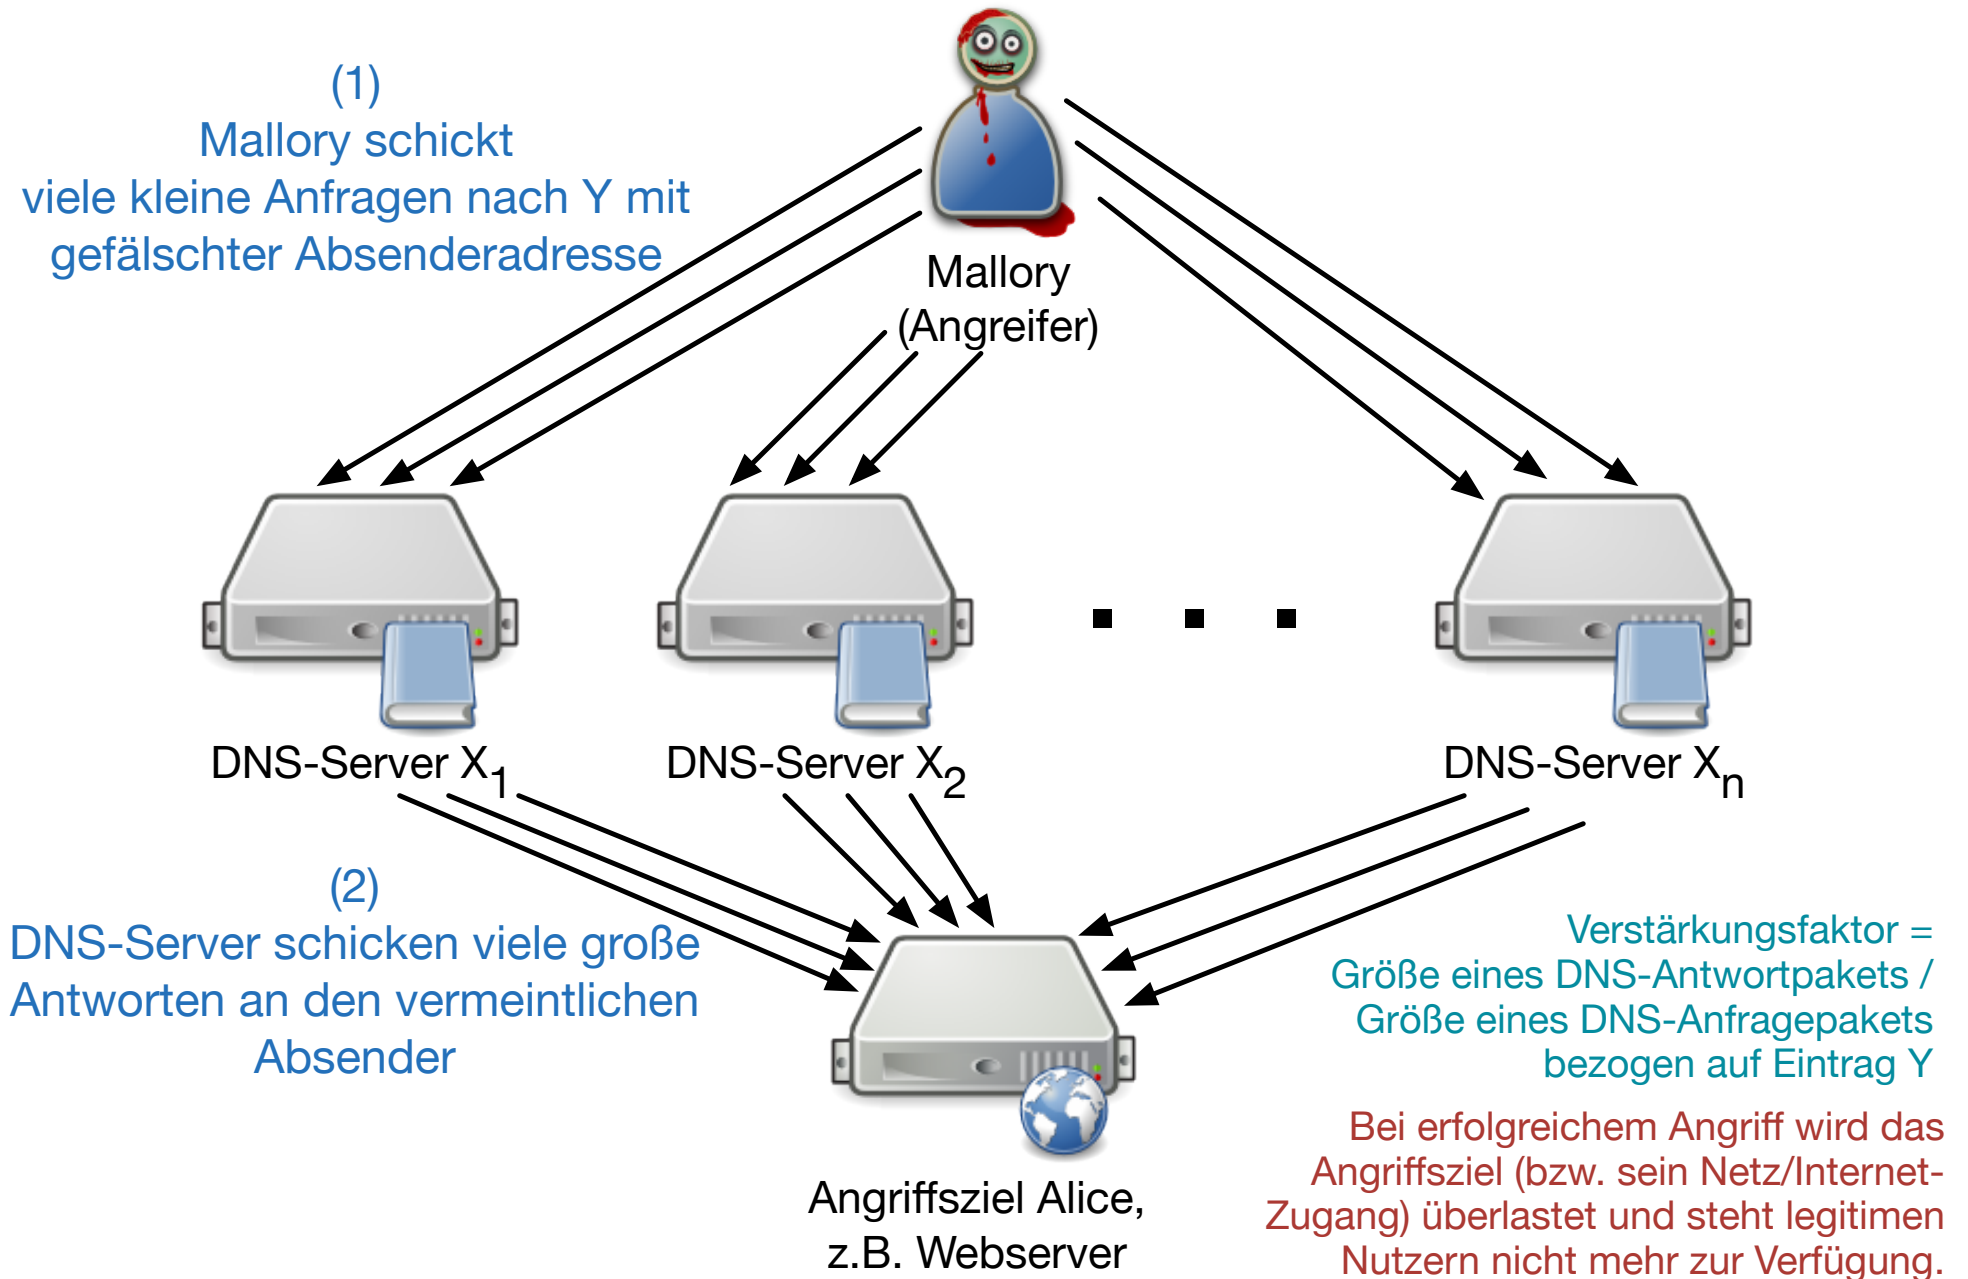 (1)
Mallory schickt
viele kleine Anfragen nach Y mit
gefälschter Absenderadresse
Mallory
(Angreifer)
DNS-Server X1
DNS-Server X2
DNS-Server Xn
(2)
DNS-Server schicken viele große
Antworten an den vermeintlichen
Absender
Verstärkungsfaktor =
Größe eines DNS-Antwortpakets /
Größe eines DNS-Anfragepakets
bezogen auf Eintrag Y
Bei erfolgreichem Angriff wird das
Angriffsziel (bzw. sein Netz/Internet-
Zugang) überlastet und steht legitimen
Nutzern nicht mehr zur Verfügung.
Angriffsziel Alice,
z.B. Webserver